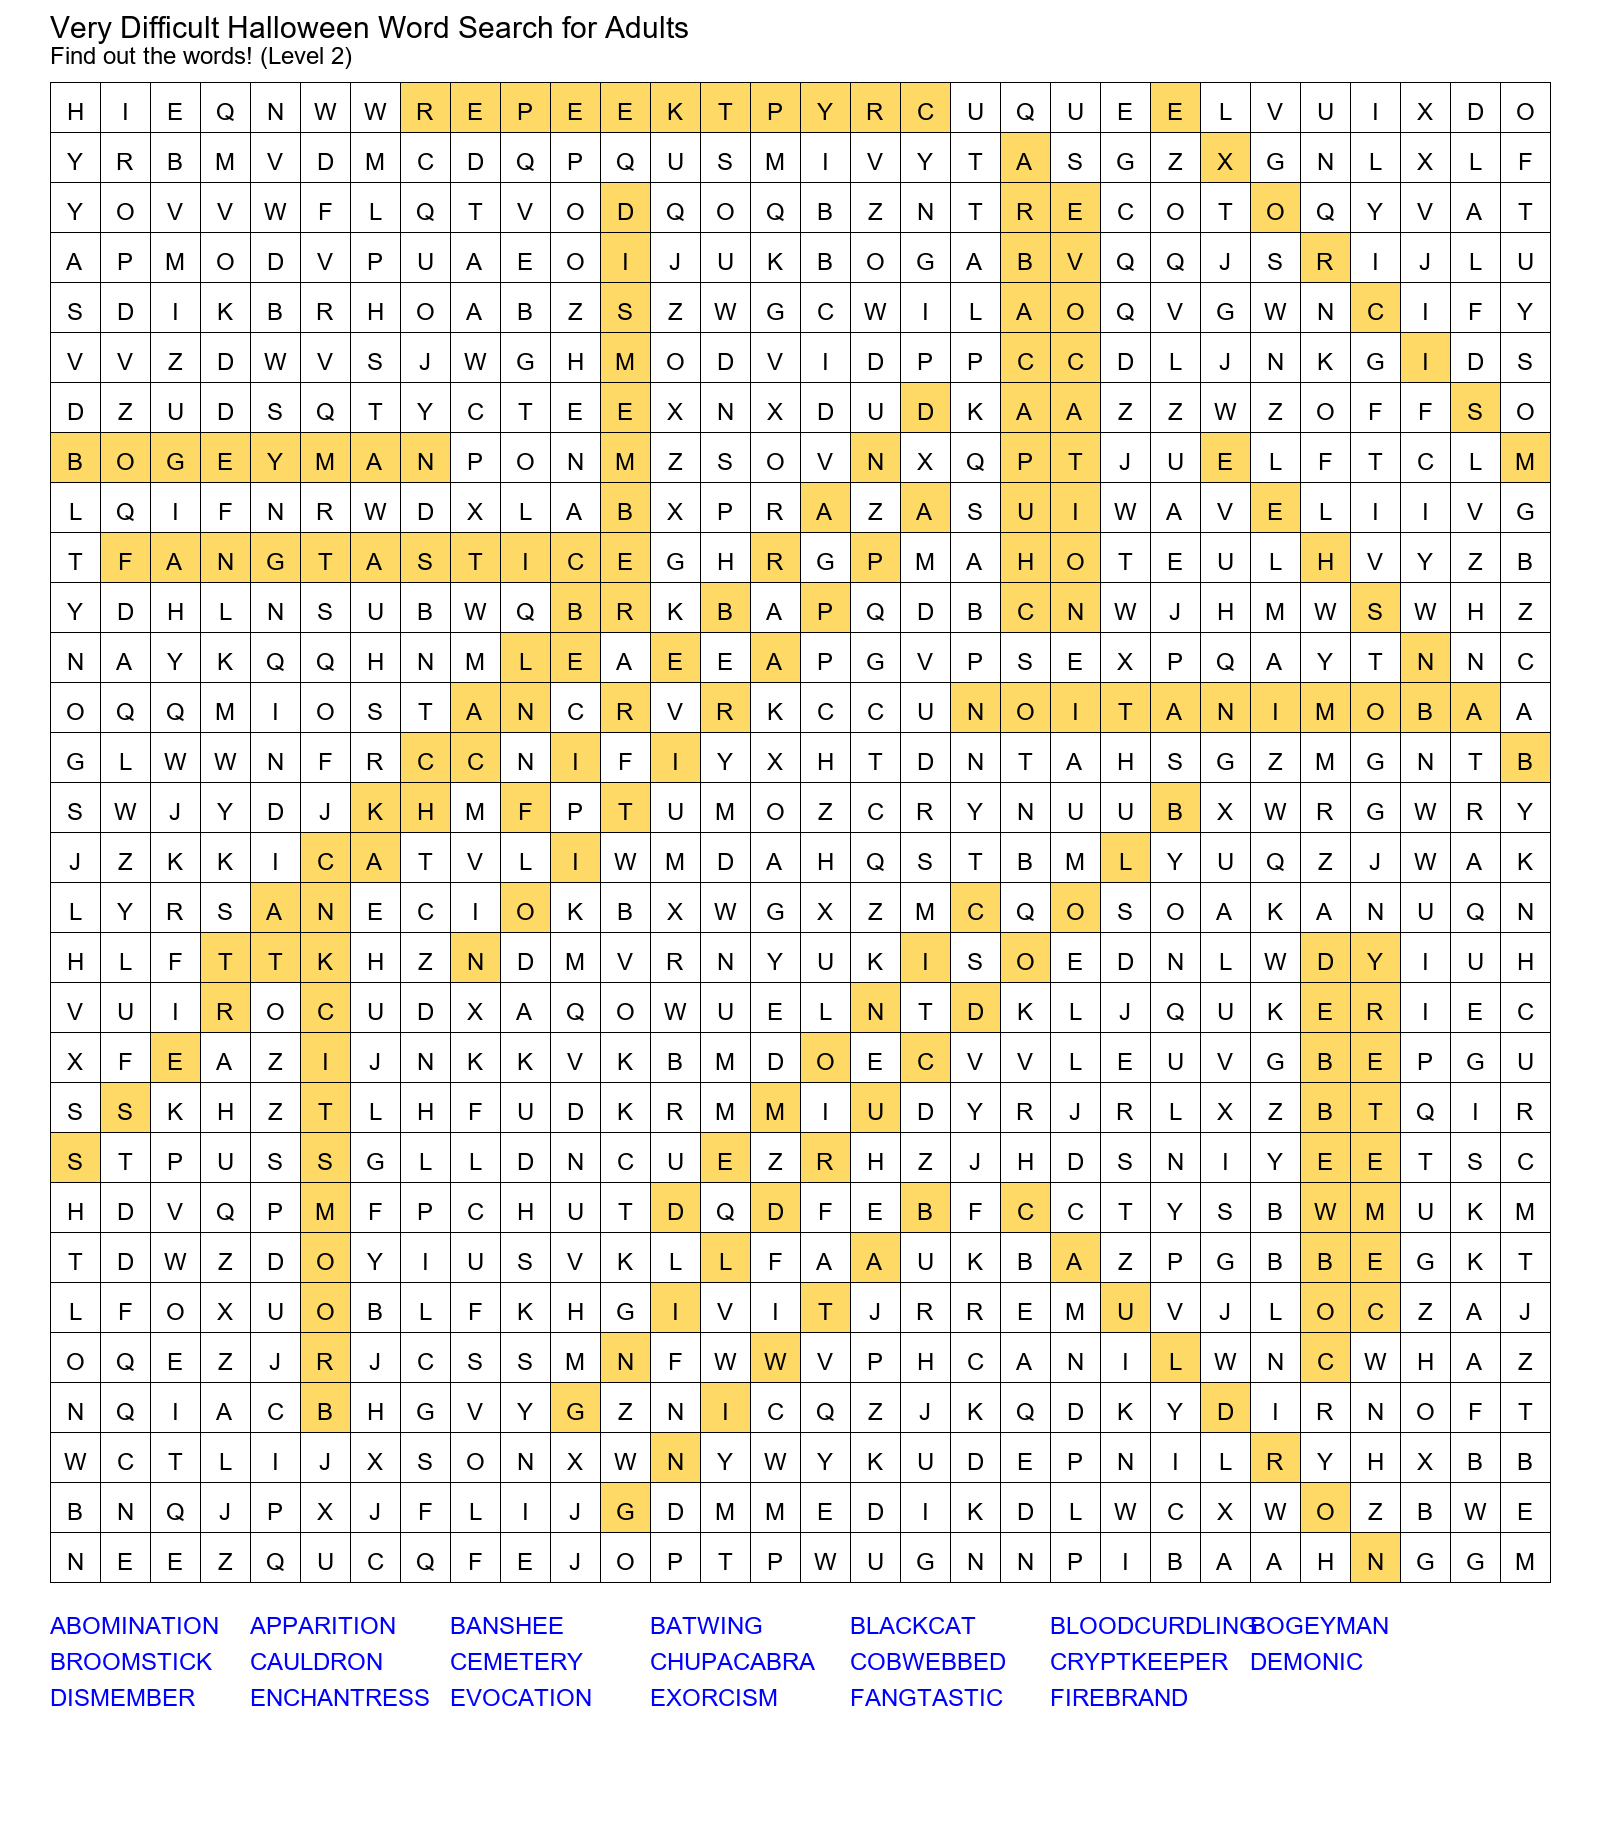 Very Difficult Halloween Word Search for Adults
Find out the words! (Level 2)
H I E Q N W W R E P E E K T P Y R C U Q U E E L V U I X D O
Y R B M V D M C D Q P Q U S M I V Y T A S G Z X G N L X L F
Y O V V W F L Q T V O D Q O Q B Z N T R E C O T O Q Y V A T
A P M O D V P U A E O I J U K B O G A B V Q Q J S R I J L U
S D I K B R H O A B Z S Z W G C W I L A O Q V G W N C I F Y
V V Z D W V S J W G H M O D V I D P P C C D L J N K G I D S
D Z U D S Q T Y C T E E X N X D U D K A A Z Z W Z O F F S O
B O G E Y M A N P O N M Z S O V N X Q P T J U E L F T C L M
L Q I F N R W D X L A B X P R A Z A S U I W A V E L I I V G
T F A N G T A S T I C E G H R G P M A H O T E U L H V Y Z B
Y D H L N S U B W Q B R K B A P Q D B C N W J H M W S W H Z
N A Y K Q Q H N M L E A E E A P G V P S E X P Q A Y T N N C
O Q Q M I O S T A N C R V R K C C U N O I T A N I M O B A A
G L W W N F R C C N I F I Y X H T D N T A H S G Z M G N T B
S W J Y D J K H M F P T U M O Z C R Y N U U B X W R G W R Y
J Z K K I C A T V L I W M D A H Q S T B M L Y U Q Z J W A K
L Y R S A N E C I O K B X W G X Z M C Q O S O A K A N U Q N
H L F T T K H Z N D M V R N Y U K I S O E D N L W D Y I U H
V U I R O C U D X A Q O W U E L N T D K L J Q U K E R I E C
X F E A Z I J N K K V K B M D O E C V V L E U V G B E P G U
S S K H Z T L H F U D K R M M I U D Y R J R L X Z B T Q I R
S T P U S S G L L D N C U E Z R H Z J H D S N I Y E E T S C
H D V Q P M F P C H U T D Q D F E B F C C T Y S B W M U K M
T D W Z D O Y I U S V K L L F A A U K B A Z P G B B E G K T
L F O X U O B L F K H G I V I T J R R E M U V J L O C Z A J
O Q E Z J R J C S S M N F W W V P H C A N I L W N C W H A Z
N Q I A C B H G V Y G Z N I C Q Z J K Q D K Y D I R N O F T
W C T L I J X S O N X W N Y W Y K U D E P N I L R Y H X B B
B N Q J P X J F L I J G D M M E D I K D L W C X W O Z B W E
N E E Z Q U C Q F E J O P T P W U G N N P I B A A H N G G M
ABOMINATION APPARITION BANSHEE BATWING BLACKCAT BLOODCURDLING BOGEYMAN
BROOMSTICK CAULDRON CEMETERY CHUPACABRA COBWEBBED CRYPTKEEPER DEMONIC
DISMEMBER ENCHANTRESS EVOCATION EXORCISM FANGTASTIC FIREBRAND